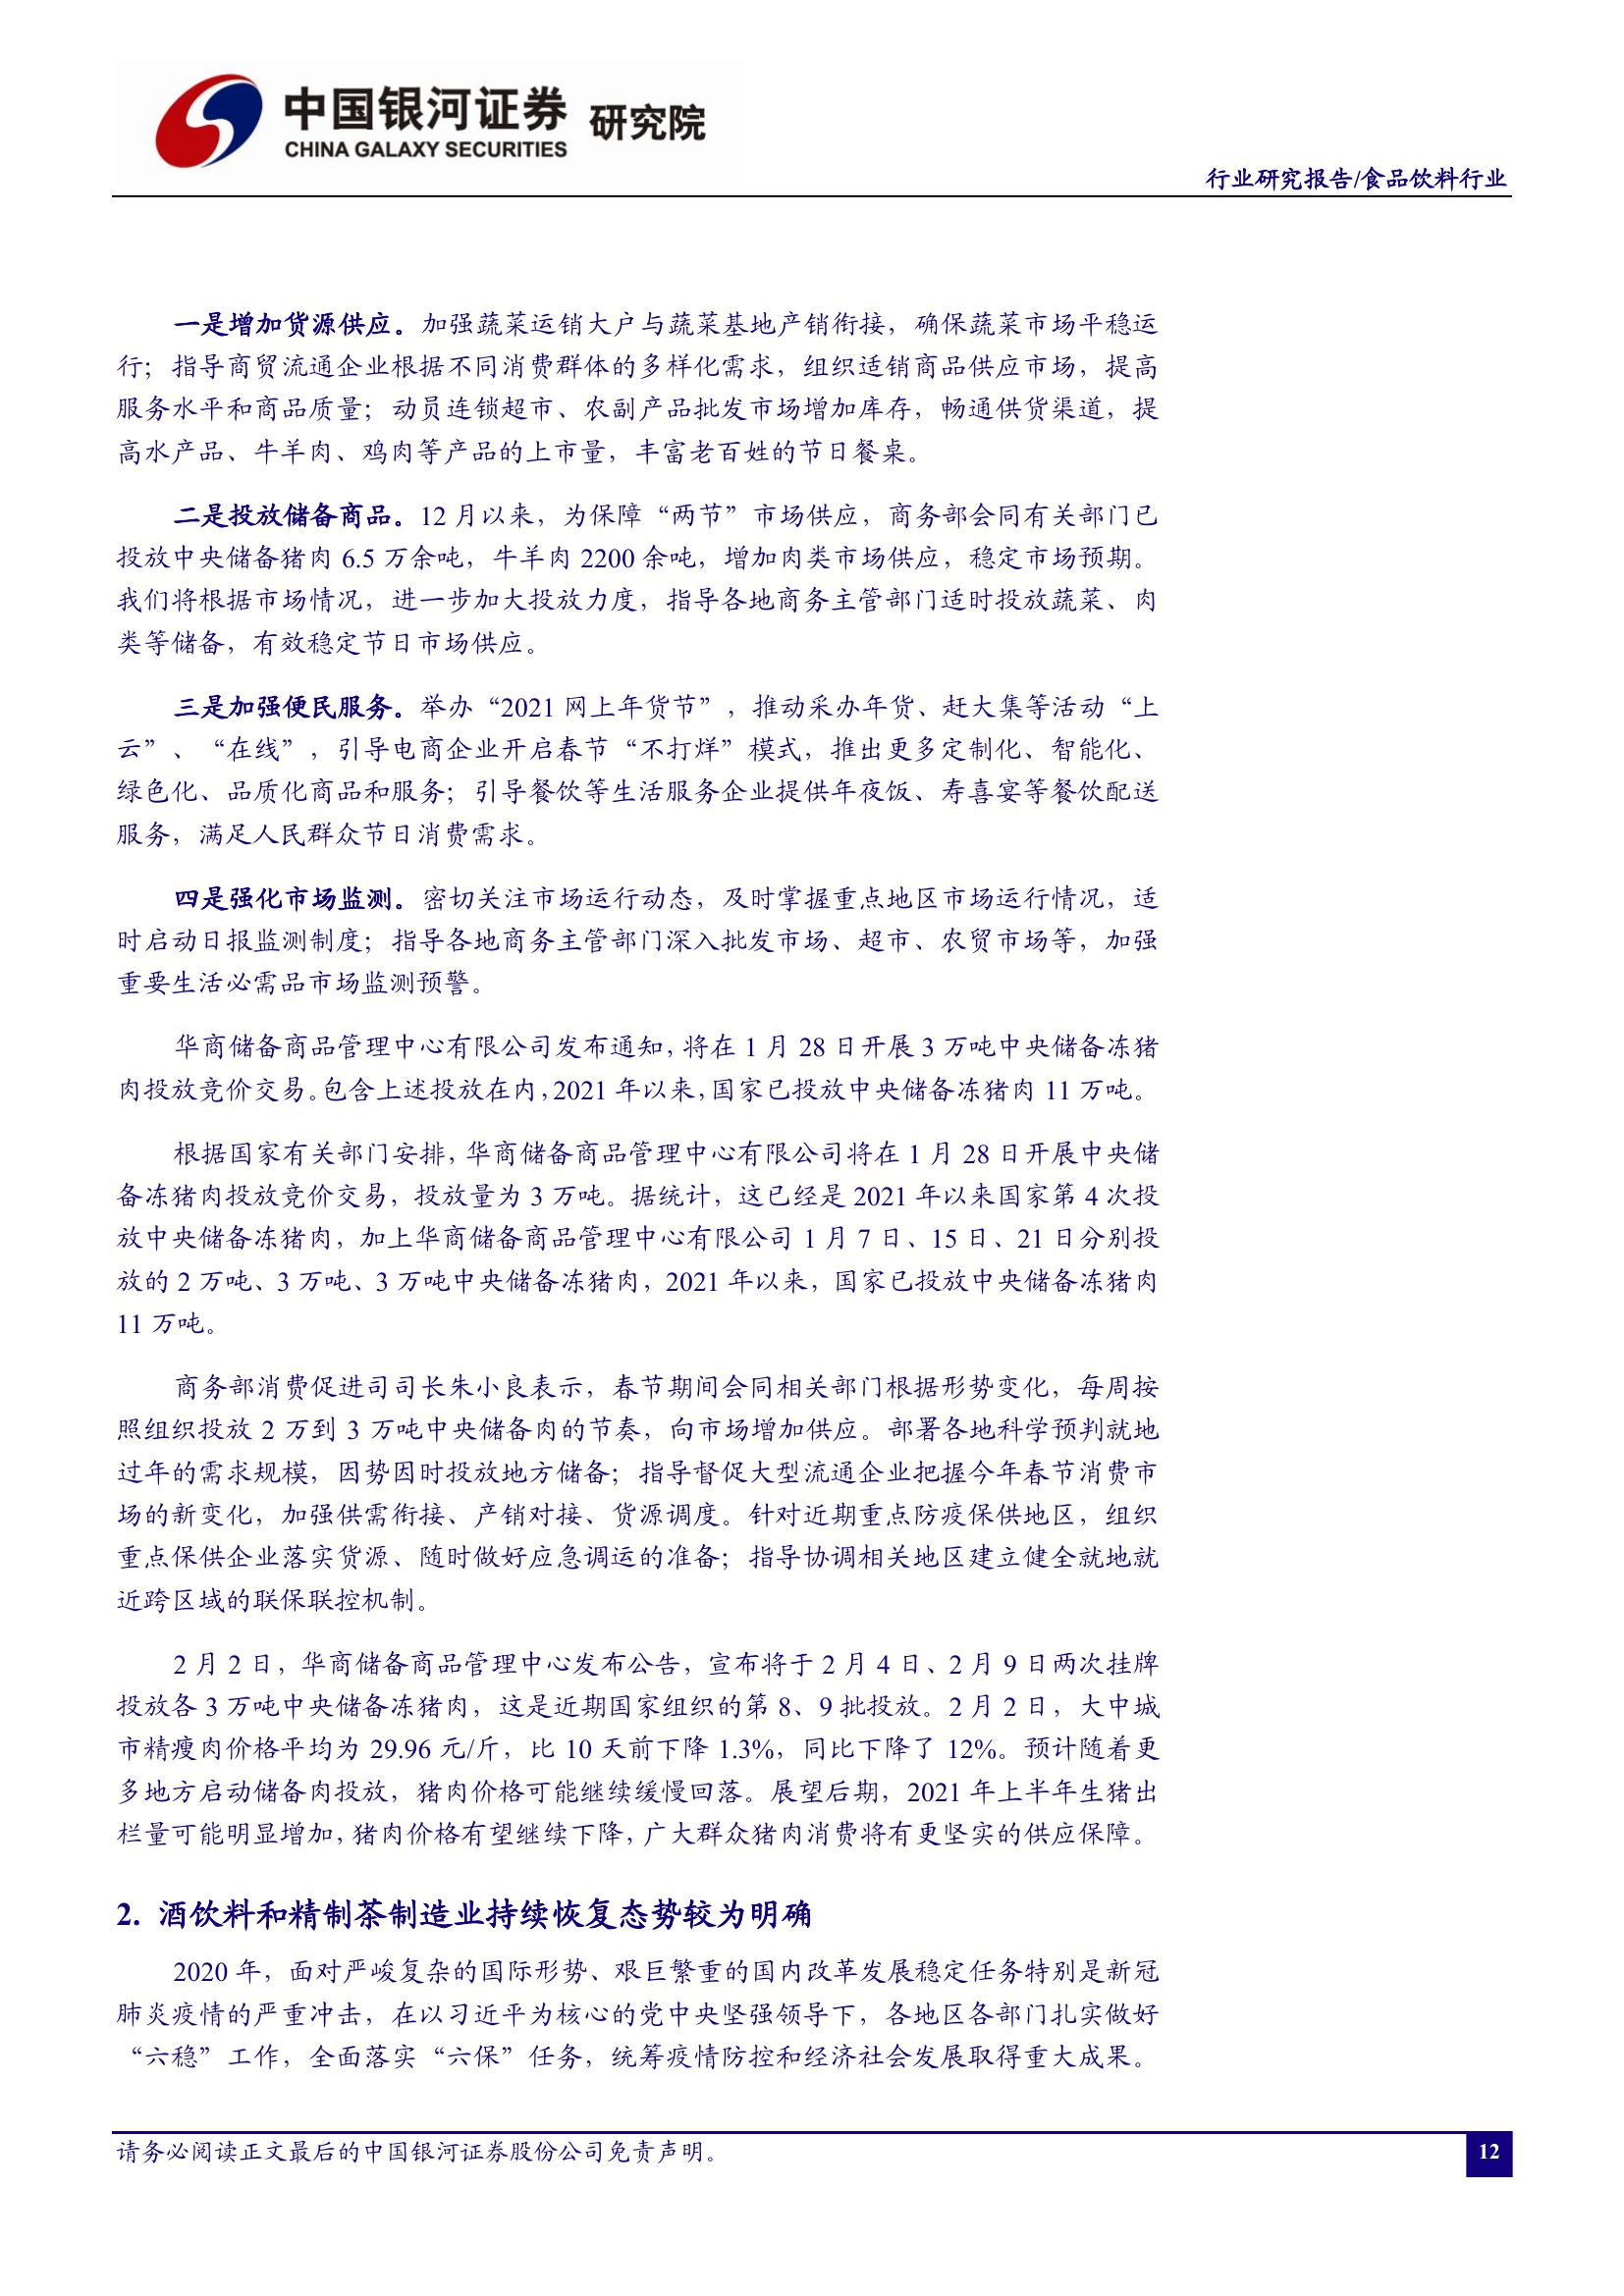 中国银河证券 研究院
CHINA GALAXY SECURITIES
行业研究报告/食品饮料行业
一是增加货源供应。加强蔬菜运销大户与蔬菜基地产销衔接，确保蔬菜市场平稳运
行；指导商贸流通企业根据不同消费群体的多样化需求，组织适销商品供应市场，提高
服务水平和商品质量；动员连锁超市、农副产品批发市场增加库存，畅通供货渠道，提
高水产品、牛羊肉、鸡肉等产品的上市量，丰富老百姓的节日餐桌。
二是投放储备商品。12 月以来，为保障“两节”市场供应，商务部会同有关部门已
投放中央储备猪肉 6.5 万余吨，牛羊肉 2200 余吨，增加肉类市场供应，稳定市场预期。
我们将根据市场情况，进一步加大投放力度，指导各地商务主管部门适时投放蔬菜、肉
类等储备，有效稳定节日市场供应。
三是加强便民服务。举办“2021 网上年货节”，推动采办年货、赶大集等活动“上
云”、“在线”，引导电商企业开启春节“不打烊”模式，推出更多定制化、智能化、
绿色化、品质化商品和服务；引导餐饮等生活服务企业提供年夜饭、寿喜宴等餐饮配送
服务，满足人民群众节日消费需求。
四是强化市场监测。密切关注市场运行动态，及时掌握重点地区市场运行情况，适
时启动日报监测制度；指导各地商务主管部门深入批发市场、超市、农贸市场等，加强
重要生活必需品市场监测预警。
华商储备商品管理中心有限公司发布通知，将在 1 月 28 日开展 3 万吨中央储备冻猪
肉投放竞价交易。包含上述投放在内，2021 年以来，国家已投放中央储备冻猪肉 11 万吨。
根据国家有关部门安排，华商储备商品管理中心有限公司将在 1 月 28 日开展中央储
备冻猪肉投放竞价交易，投放量为 3 万吨。据统计，这已经是 2021 年以来国家第 4 次投
放中央储备冻猪肉，加上华商储备商品管理中心有限公司 1 月 7 日、15 日、21 日分别投
放的 2 万吨、3 万吨、3 万吨中央储备冻猪肉，2021 年以来，国家已投放中央储备冻猪肉
11 万吨。
商务部消费促进司司长朱小良表示，春节期间会同相关部门根据形势变化，每周按
照组织投放 2 万到 3 万吨中央储备肉的节奏，向市场增加供应。部署各地科学预判就地
过年的需求规模，因势因时投放地方储备；指导督促大型流通企业把握今年春节消费市
场的新变化，加强供需衔接、产销对接、货源调度。针对近期重点防疫保供地区，组织
重点保供企业落实货源、随时做好应急调运的准备；指导协调相关地区建立健全就地就
近跨区域的联保联控机制。
2 月 2 日，华商储备商品管理中心发布公告，宣布将于 2 月 4 日、2 月 9 日两次挂牌
投放各 3 万吨中央储备冻猪肉，这是近期国家组织的第 8、9 批投放。2 月 2 日，大中城
市精瘦肉价格平均为 29.96 元/斤，比 10 天前下降 1.3%，同比下降了 12%。预计随着更
多地方启动储备肉投放，猪肉价格可能继续缓慢回落。展望后期，2021 年上半年生猪出
栏量可能明显增加，猪肉价格有望继续下降，广大群众猪肉消费将有更坚实的供应保障。
2. 酒饮料和精制茶制造业持续恢复态势较为明确
2020 年，面对严峻复杂的国际形势、艰巨繁重的国内改革发展稳定任务特别是新冠
肺炎疫情的严重冲击，在以习近平为核心的党中央坚强领导下，各地区各部门扎实做好
“六稳”工作，全面落实“六保”任务，统筹疫情防控和经济社会发展取得重大成果。
请务必阅读正文最后的中国银河证券股份公司免责声明。
12